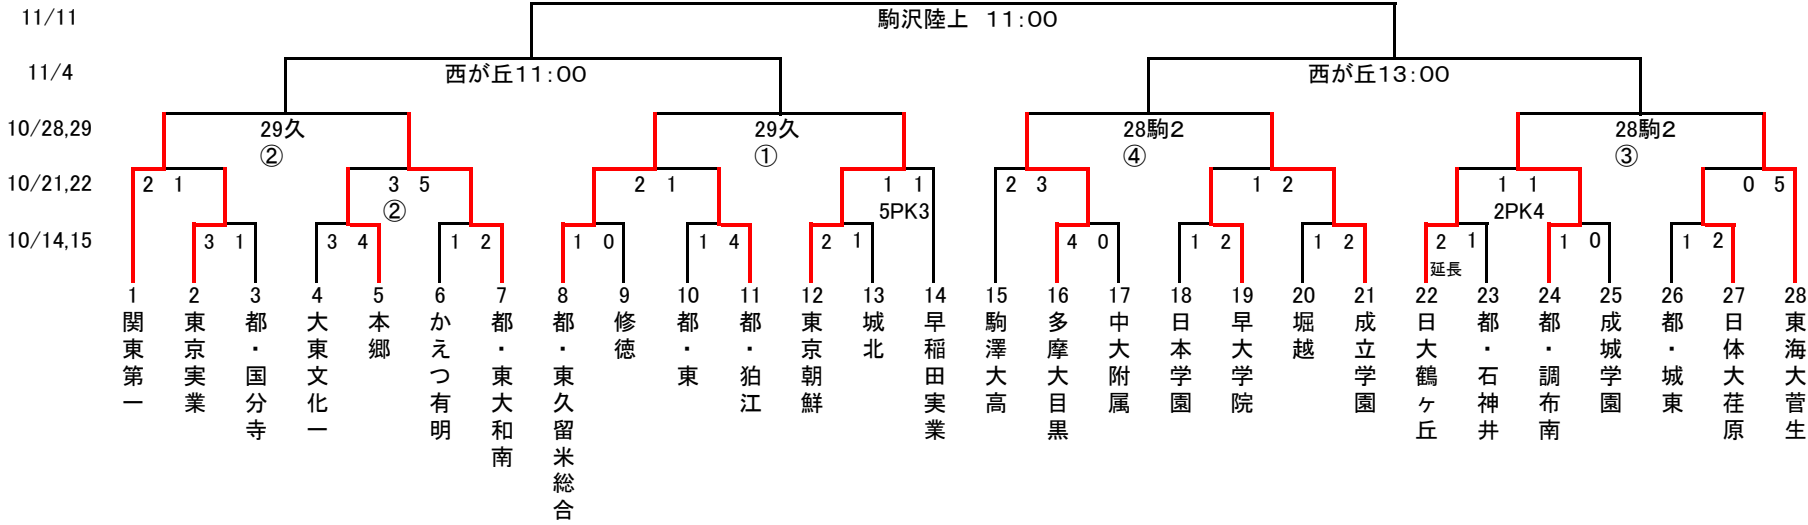 11/11
駒沢陸上　11:00
11/4
西が丘11:00
西が丘13:00
10/28,29
29久
29久
28駒2
28駒2
②
①
④
③
10/21,22
2 1
3 5
2 1
1 1
2 3
1 2
1 1
0 5
②
5PK3
2PK4
10/14,15
3 1
3 4
1 2
1 0
1 4
2 1
4 0
1 2
1 2
2 1
1 0
1 2
延長
1 関東第一
2 東京実業
3 都・国分寺
4 大東文化一
5 本郷
6 かえつ有明
7 都・東大和南
8 都・東久留米総合
9 修徳
10 都・東
11 都・狛江
12 東京朝鮮
13 城北
14 早稲田実業
15 駒澤大高
16 多摩大目黒
17 中大附属
18 日本学園
19 早大学院
20 堀越
21 成立学園
22 日大鶴ヶ丘
23 都・石神井
24 都・調布南
25 成城学園
26 都・城東
27 日体大荏原
28 東海大菅生